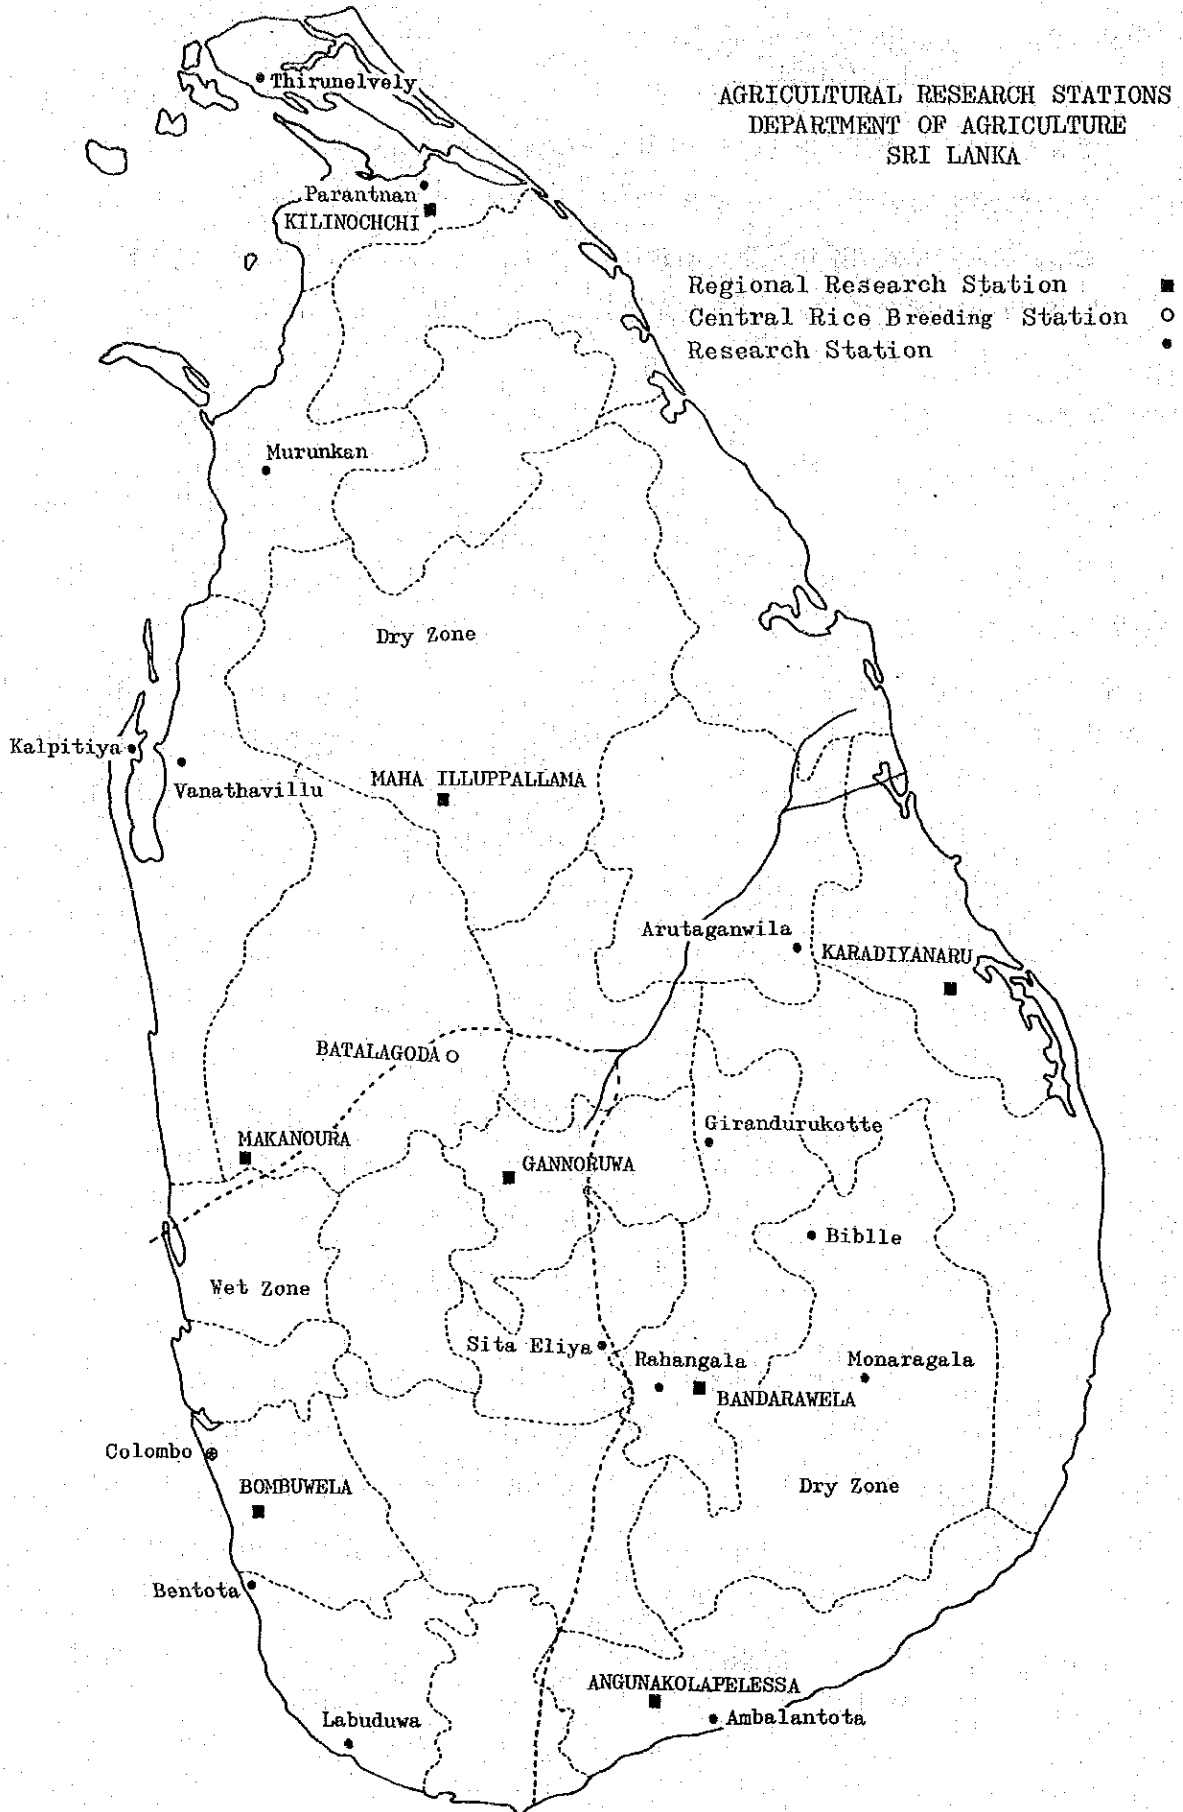 AGRICULTURAL RESEARCH STATIONS
DEPARTMENT OF AGRICULTURE
SRI LANKA
Regional Research Station ■
Central Rice Breeding Station ○
Research Station •
Thirunelvely
Parantnan
KILINOCHCHI
Murunkan
Dry Zone
Kalpitiya
Vanathavillu
MAHA ILLUPPALLAMA
Arutaganwila
KARADIYANARU
BATALAGODA
Girandurukotte
MAKANOURA
GANNORUWA
Biblle
Wet Zone
Sita Eliya
Rahangala
Monaragala
BANDARAWELA
Colombo
BOMBUWELA
Dry Zone
Bentota
ANGUNAKOLAPELESSA
Labuduwa
Ambalantota